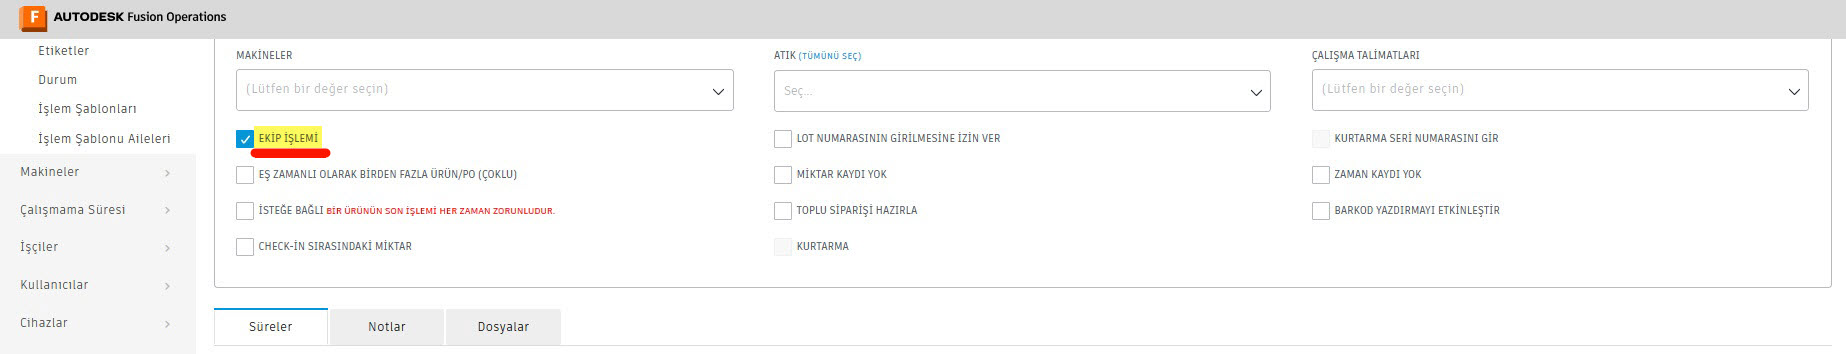 F AUTODESK Fusion Operations
Etiketler
Durum
İşlem Şablonları
İşlem Şablonu Aileleri
Makineler
Çalışmama Süresi
İşçiler
Kullanıcılar
Cihazlar
MAKİNELER
(Lütfen bir değer seçin)
ATIK (TÜMÜNÜ SEÇ)
Seç...
ÇALIŞMA TALİMATLARI
(Lütfen bir değer seçin)
EKİP İŞLEMİ
LOT NUMARASININ GİRİLMESİNE İZİN VER
KURTARMA SERİ NUMARASINI GİR
EŞ ZAMANLI OLARAK BİRDEN FAZLA ÜRÜN/PO (ÇOKLU)
MİKTAR KAYDI YOK
ZAMAN KAYDI YOK
İSTEĞE BAĞLI BİR ÜRÜNÜN SON İŞLEMİ HER ZAMAN ZORUNLUDUR.
TOPLU SİPARİŞİ HAZIRLA
BARKOD YAZDIRMAYI ETKİNLEŞTİR
CHECK-İN SIRASINDAKİ MİKTAR
KURTARMA
Süreler
Notlar
Dosyalar